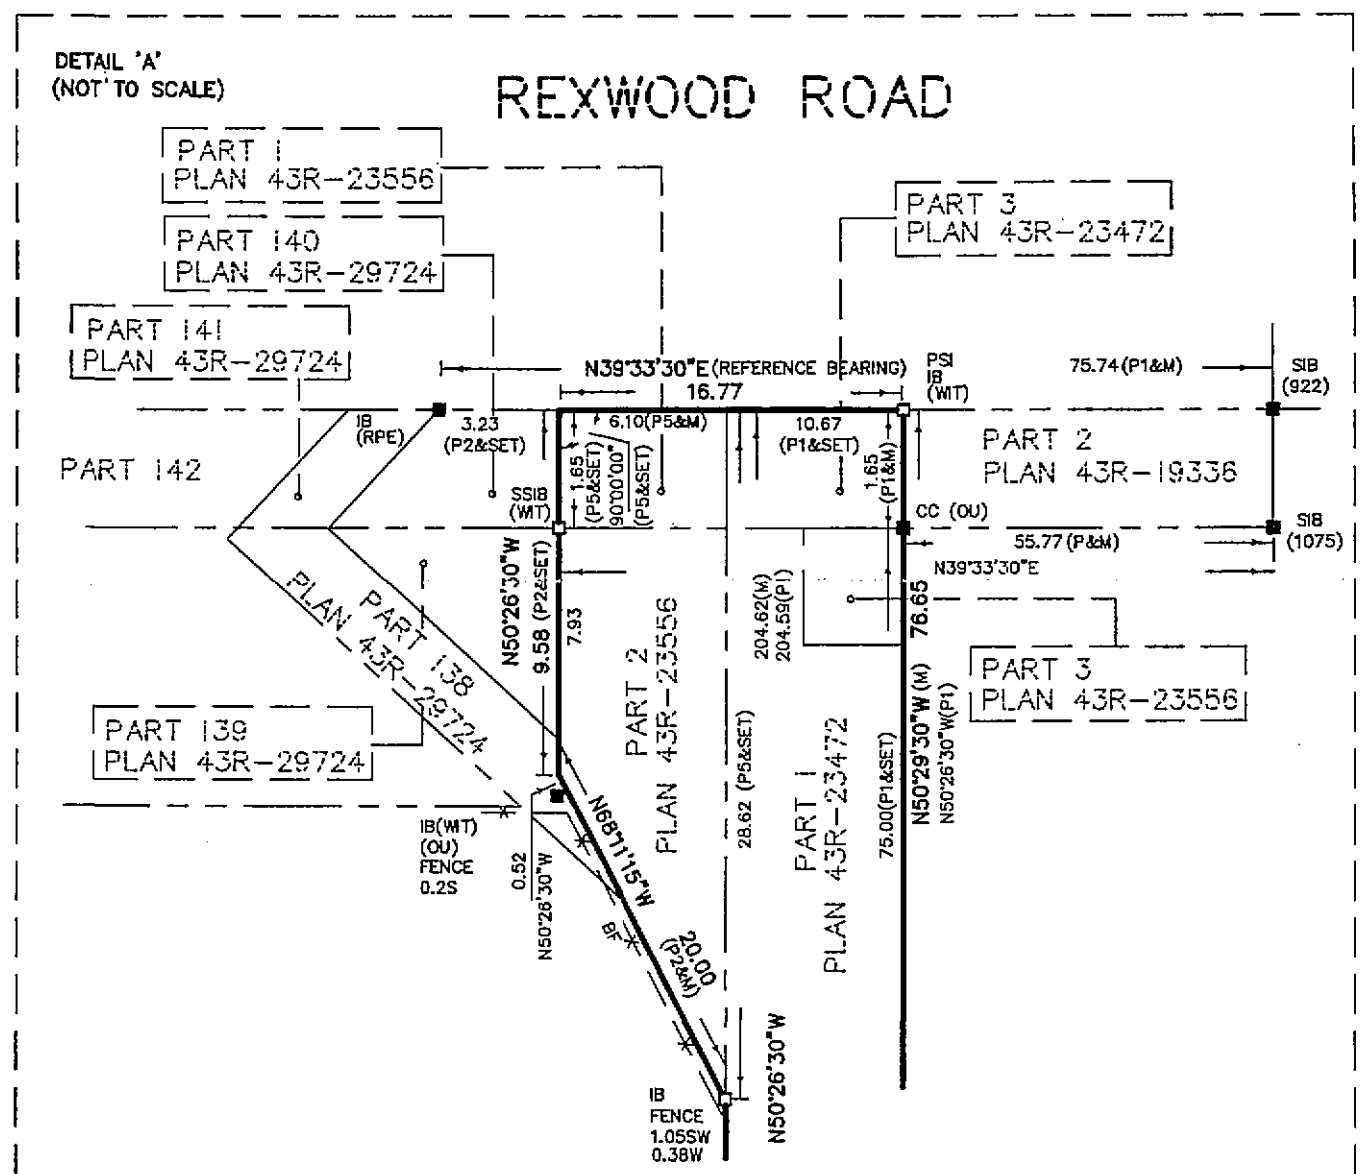 DETAIL 'A'
(NOT TO SCALE)
REXWOOD ROAD
PART 1
PLAN 43R-23556
PART 3
PLAN 43R-23472
PART 140
PLAN 43R-29724
PART 141
PLAN 43R-29724
N39°33'30"E (REFERENCE BEARING)
16.77
PSI
IB
(WIT)
75.74 (P1&M)
SIB
(922)
IB
(RPE)
3.23
(P2&SET)
6.10 (P5&M)
10.67
(P1&SET)
PART 142
PART 2
PLAN 43R-19336
1.65
(P5&SET)
90°00'00"
(P5&SET)
1.65
(P1&M)
SSIB
(WIT)
CC (OU)
SIB
(1075)
55.77 (P&M)
N39°33'30"E
N50°26'30"W
9.58 (P2&SET)
7.93
204.62(M)
204.59(P1)
76.65
PART 138
PLAN 43R-29724
PART 2
PLAN 43R-23556
PART 3
PLAN 43R-23556
28.62 (P5&SET)
PART 1
PLAN 43R-23472
75.00 (P1&SET)
N50°29'30"W (M)
N50°26'30"W(P1)
PART 139
PLAN 43R-29724
N68°11'15"W
IB(WIT)
(OU)
FENCE
0.2S
0.52
N50°26'30"W
BF
20.00
(P2&M)
N50°26'30"W
IB
FENCE
1.05SW
0.38W